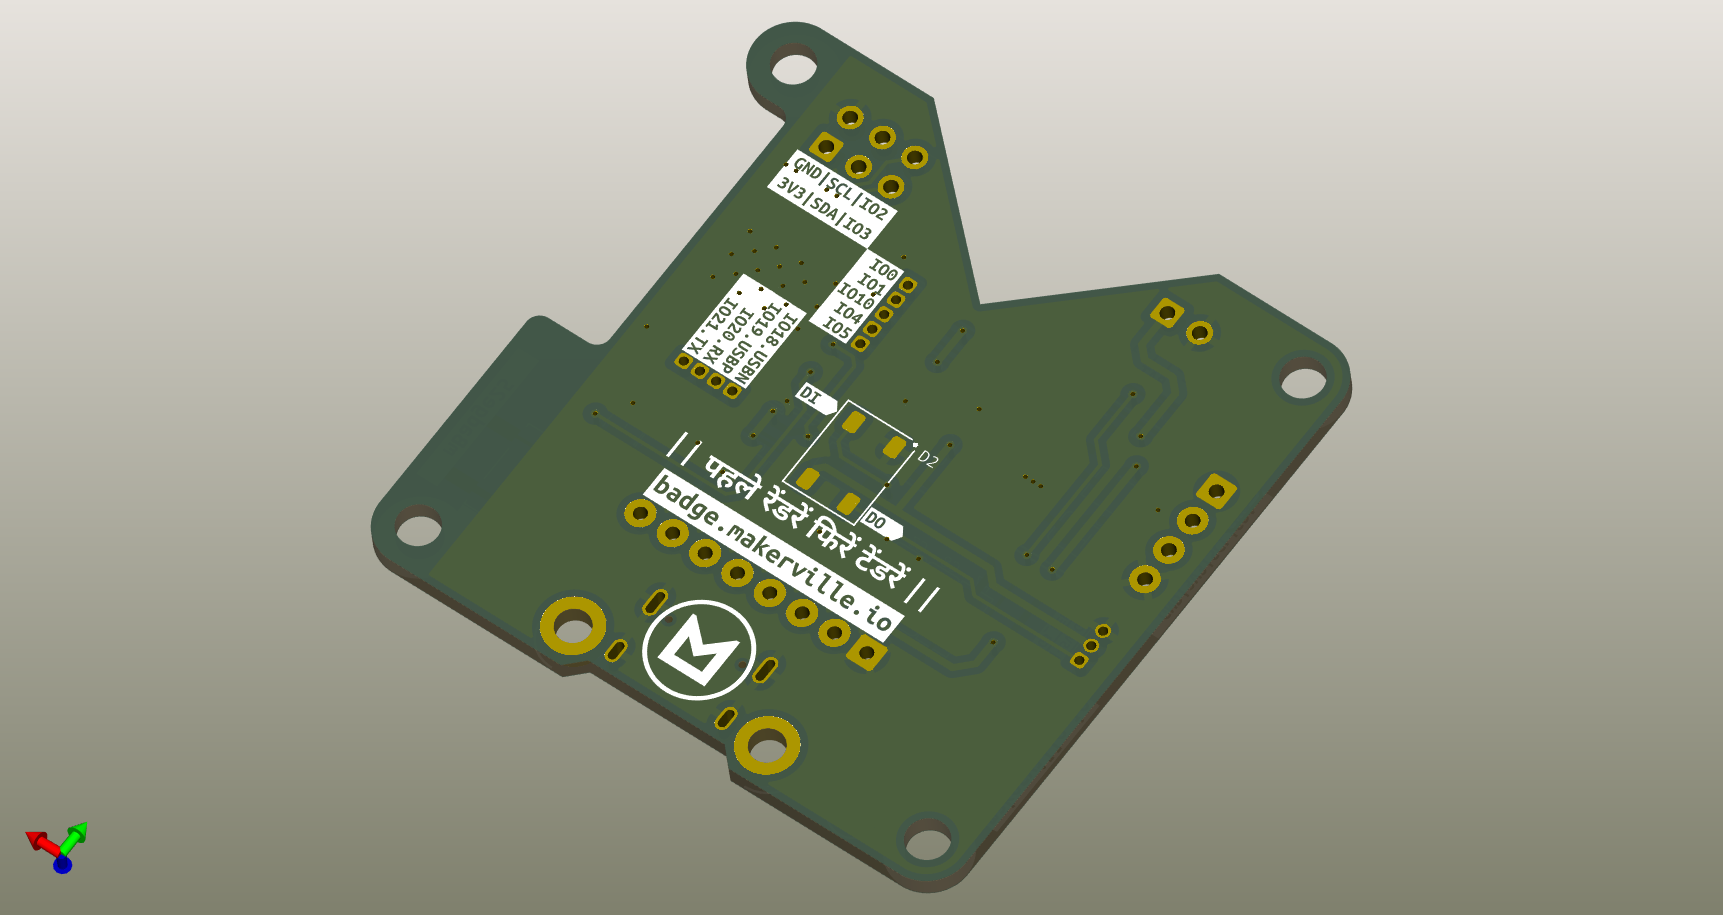 GND|SCL|IO2
3V3|SDA|IO3
IO0
IO1
IO10
IO4
IO5
IO18.USBN
IO19.USBP
IO20.RX
IO21.TX
DI
D2
DO
|| पहले रेंडरें फिरें टेंडरें ||
badge.makerville.io